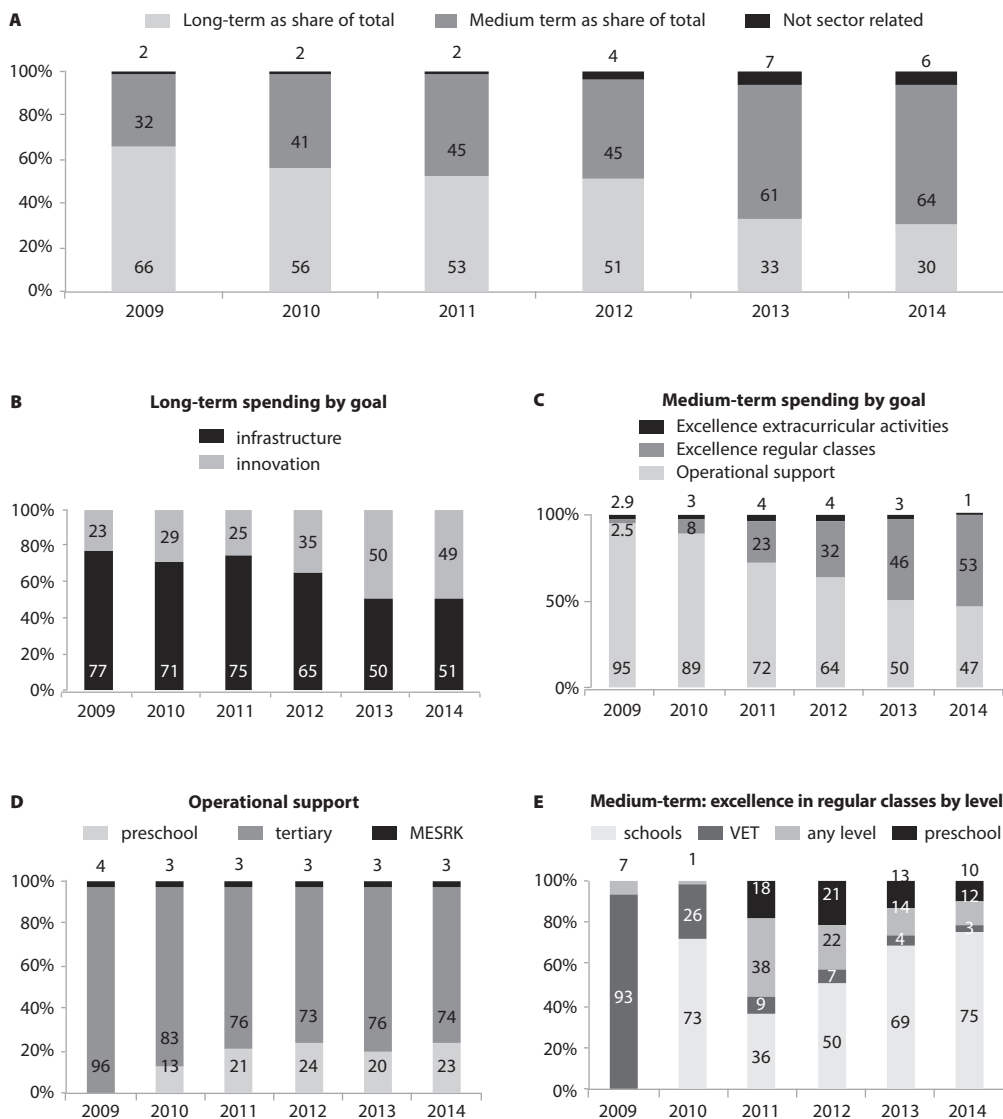 A
Long-term as share of total Medium term as share of total Not sector related
2 2 2 4 7 6
100%
80%
60%
40%
20%
0%
32 41 45 45 61 64
66 56 53 51 33 30
2009 2010 2011 2012 2013 2014
B Long-term spending by goal
infrastructure
innovation
100%
80%
60%
40%
20%
0%
23 29 25 35 50 49
77 71 75 65 50 51
2009 2010 2011 2012 2013 2014
C Medium-term spending by goal
Excellence extracurricular activities
Excellence regular classes
Operational support
2.9 3 4 4 3 1
100%
50%
0%
2.5 8 23 32 46 53
95 89 72 64 50 47
2009 2010 2011 2012 2013 2014
D Operational support
preschool tertiary MESRK
4 3 3 3 3 3
100%
80%
60%
40%
20%
0%
96 83 76 73 76 74
13 21 24 20 23
2009 2010 2011 2012 2013 2014
E Medium-term: excellence in regular classes by level
schools VET any level preschool
7 1 18 21 13 10
100%
80%
60%
40%
20%
0%
38 22 14 12
93 26 9 7 4 3
73 36 50 69 75
2009 2010 2011 2012 2013 2014